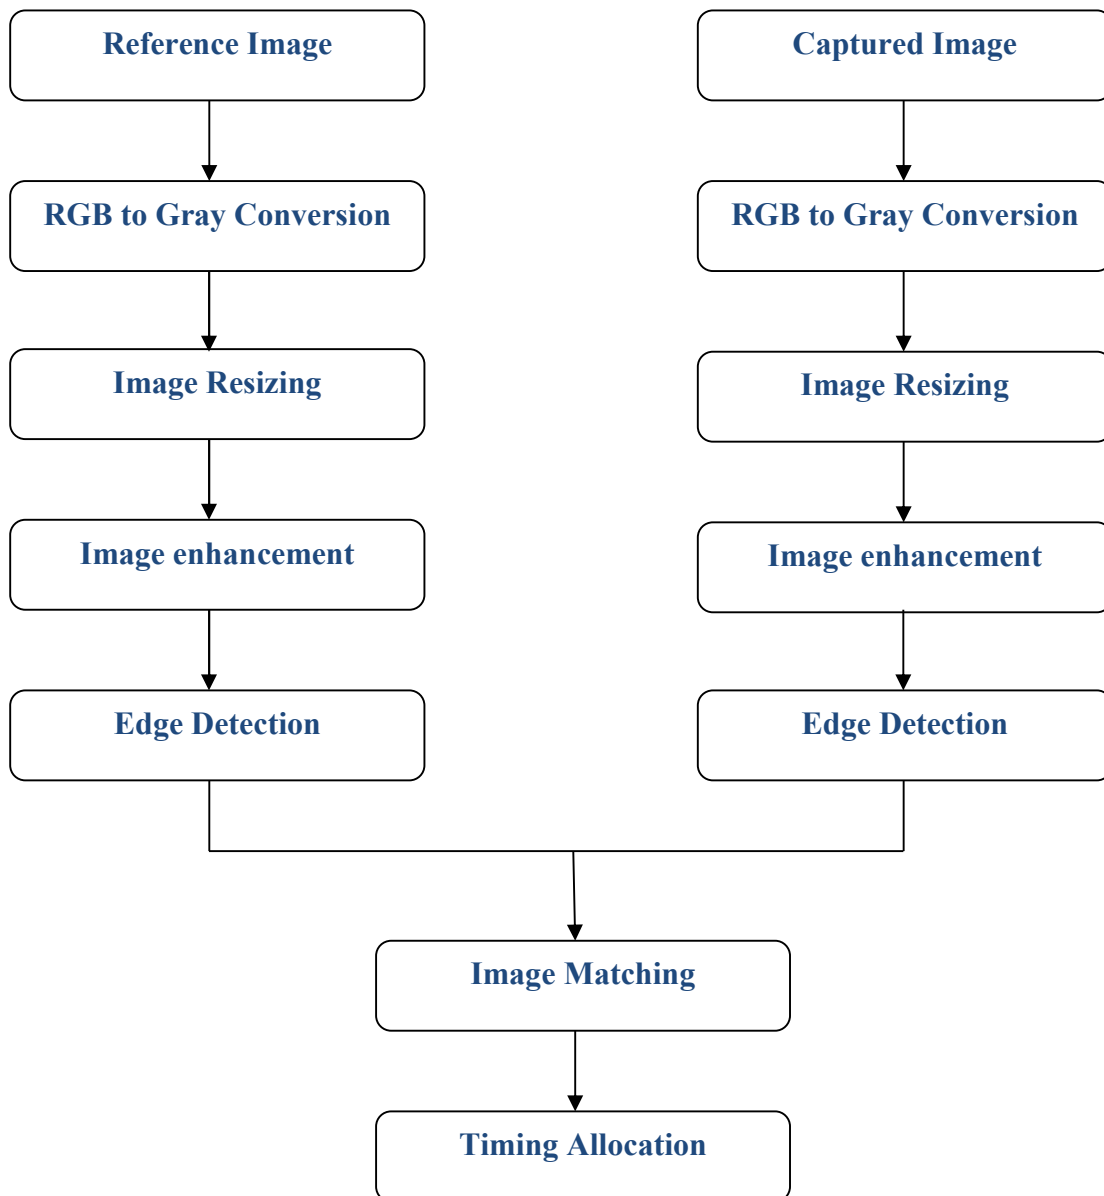 Reference Image
Captured Image
RGB to Gray Conversion
RGB to Gray Conversion
Image Resizing
Image Resizing
Image enhancement
Image enhancement
Edge Detection
Edge Detection
Image Matching
Timing Allocation